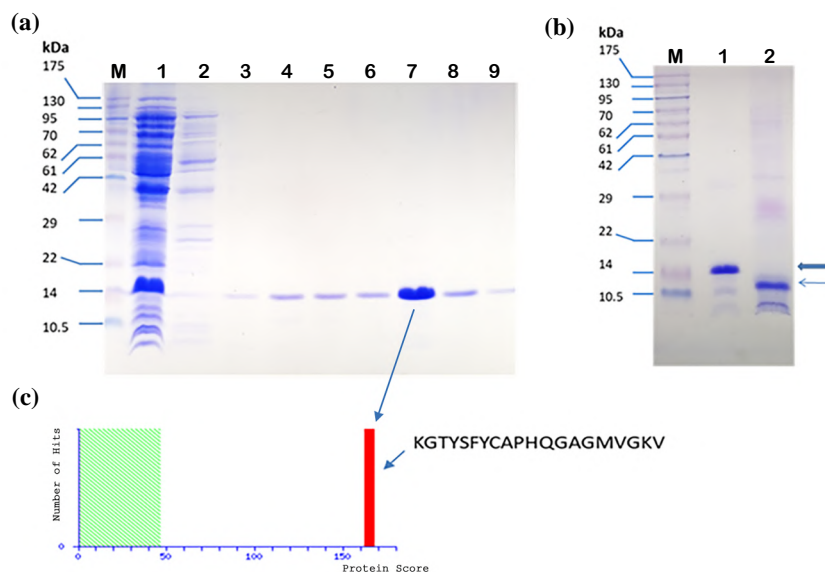 (a)
kDa
175
130
95
70
62
61
42
29
22
14
10.5
M 1 2 3 4 5 6 7 8 9
(b)
kDa
175
130
95
70
62
61
42
29
22
14
10.5
M 1 2
(c)
Number of Hits
0
0 50 100 150
Protein Score
KGTYSFYCAPHQGAGMVGKV